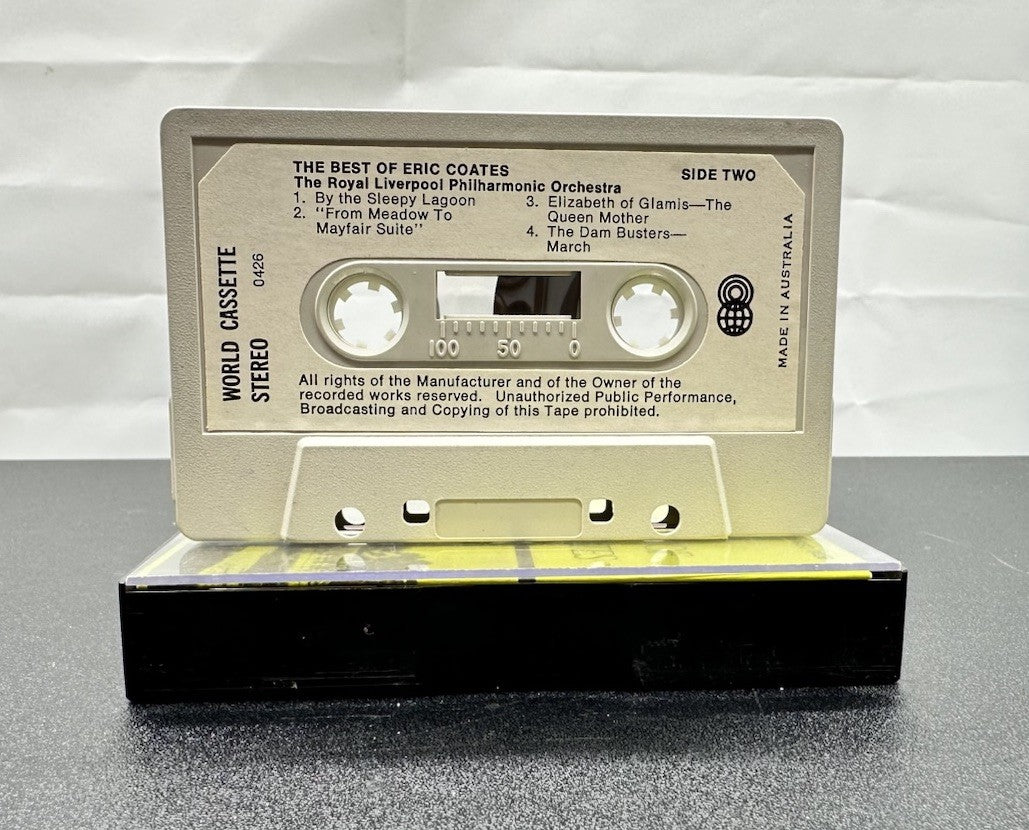 THE BEST OF ERIC COATES
The Royal Liverpool Philharmonic Orchestra
SIDE TWO
1. By the Sleepy Lagoon
2. "From Meadow To
Mayfair Suite"
3. Elizabeth of Glamis—The
Queen Mother
4. The Dam Busters—
March
WORLD CASSETTE
STEREO
0426
MADE IN AUSTRALIA
100 50 0
All rights of the Manufacturer and of the Owner of the
recorded works reserved. Unauthorized Public Performance,
Broadcasting and Copying of this Tape prohibited.